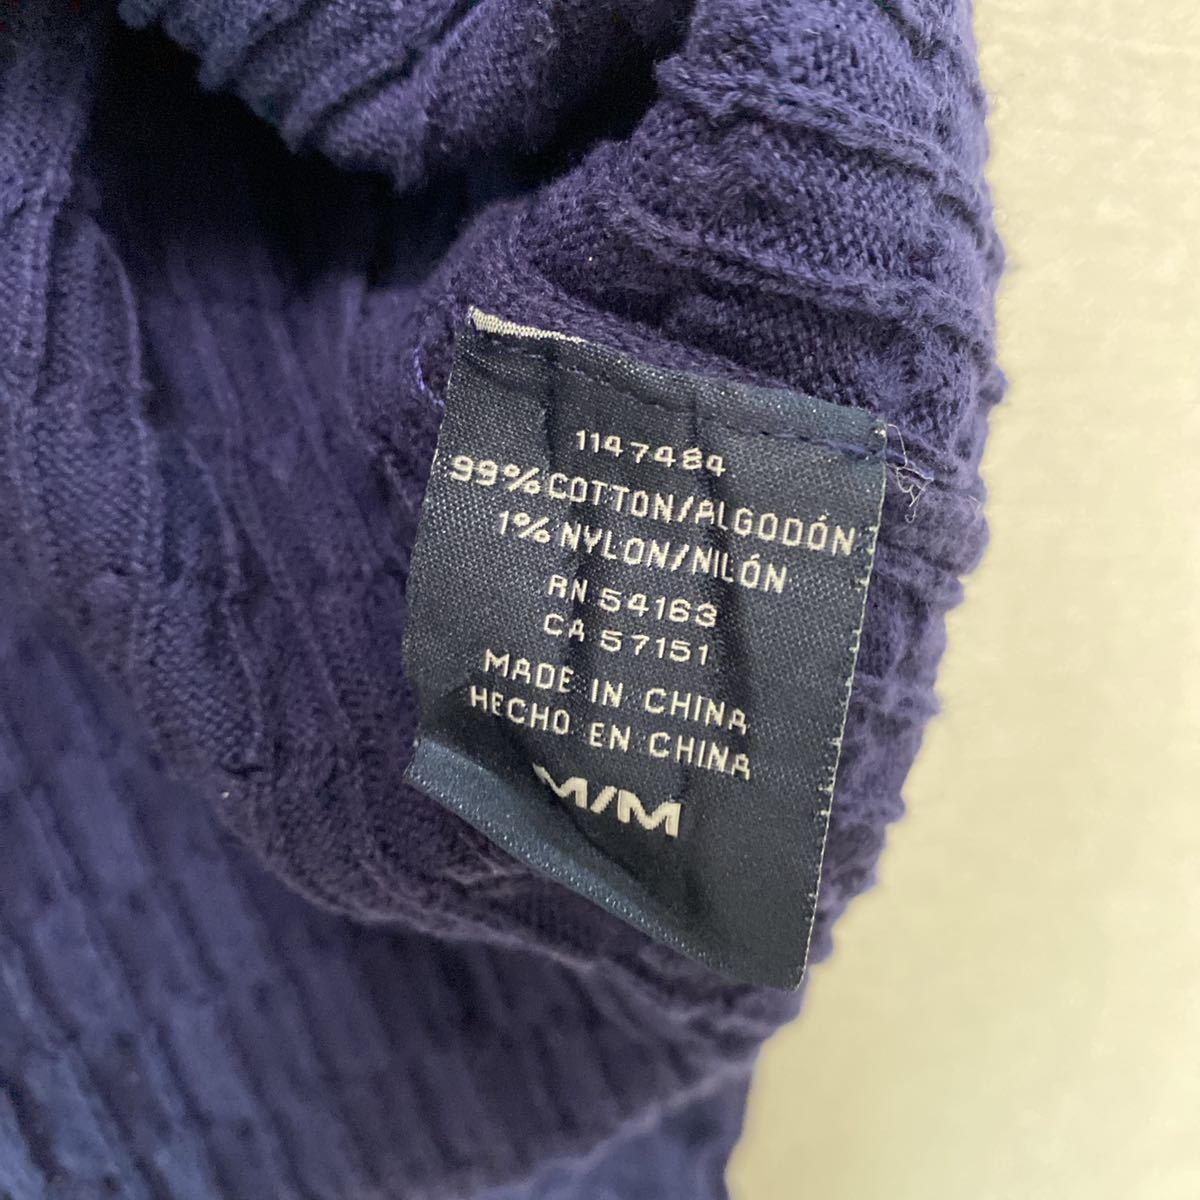 1147484
99% COTTON/ALGODÓN
1% NYLON/NILÓN
RN 54163
CA 57151
MADE IN CHINA
HECHO EN CHINA
M/M